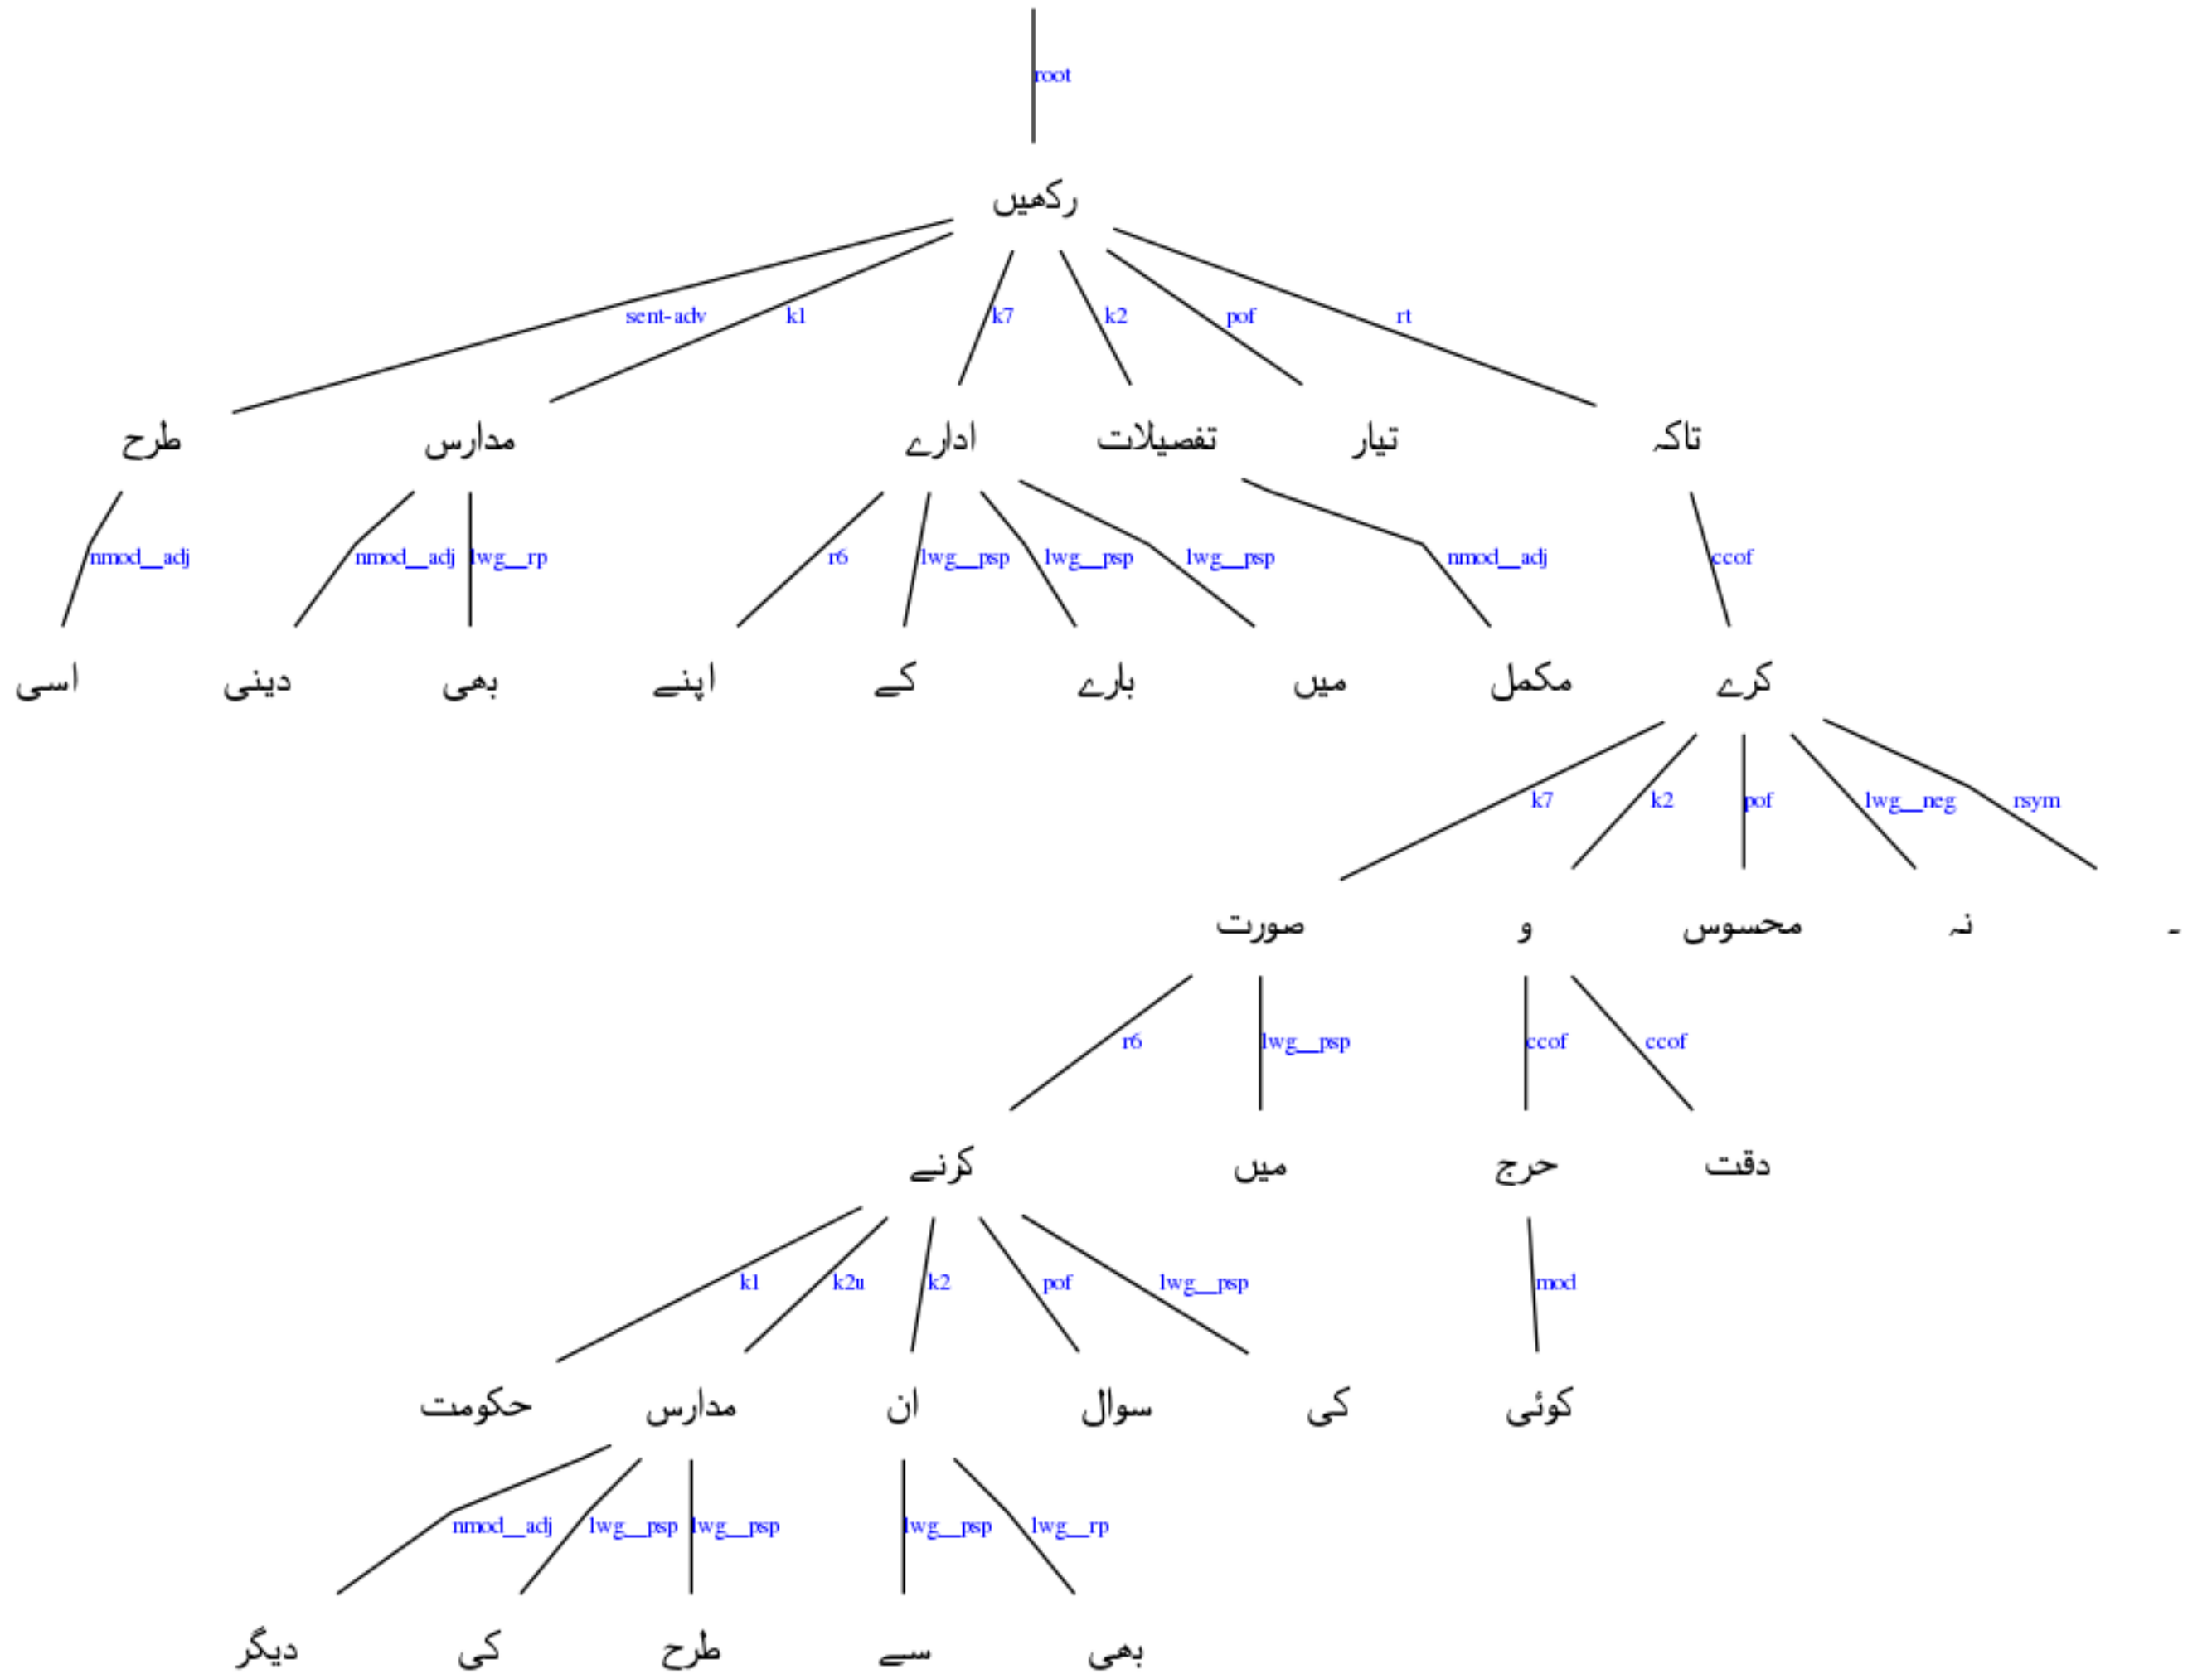 root
رکھیں
sent-adv k1 k7 k2 pof rt
طرح مدارس ادارے تفصیلات تیار تاکہ
nmod__adj nmod__adj lwg__rp r6 lwg__psp lwg__psp lwg__psp nmod__adj ccof
اسی دینی بھی اپنے کے بارے میں مکمل کرے
k7 k2 pof lwg__neg rsym
صورت و محسوس نہ ۔
r6 lwg__psp ccof ccof
کرنے میں حرج دقت
k1 k2u k2 pof lwg__psp mod
حکومت مدارس ان سوال کی کوئی
nmod__adj lwg__psp lwg__psp lwg__psp lwg__rp
دیگر کی طرح سے بھی